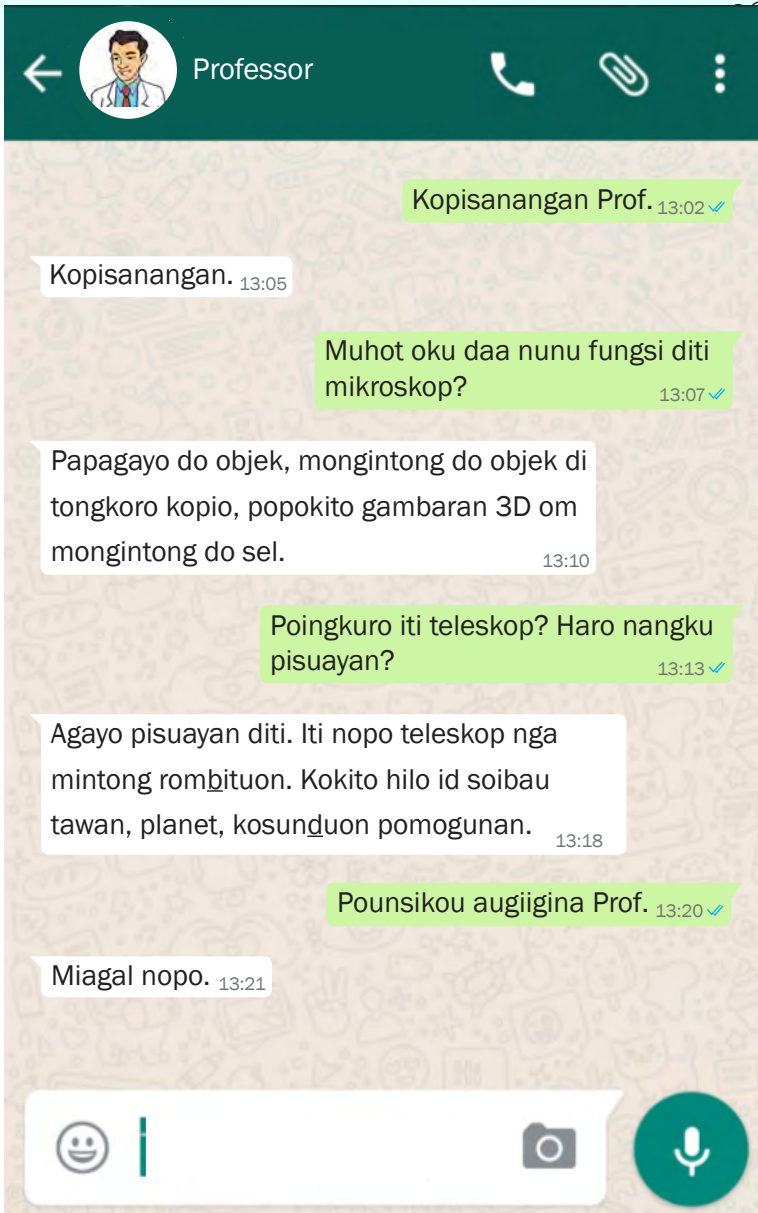 Professor
Kopisanangan Prof. 13:02
Kopisanangan. 13:05
Muhot oku daa nunu fungsi diti
mikroskop? 13:07
Papagayo do objek, mongintong do objek di
tongkoro kopio, popokito gambaran 3D om
mongintong do sel. 13:10
Poingkuro iti teleskop? Haro nangku
pisuayan? 13:13
Agayo pisuayan diti. Iti nopo teleskop nga
mintong rombituon. Kokito hilo id soibau
tawan, planet, kosunduon pomogunan. 13:18
Pounsikou augiigina Prof. 13:20
Miagal nopo. 13:21